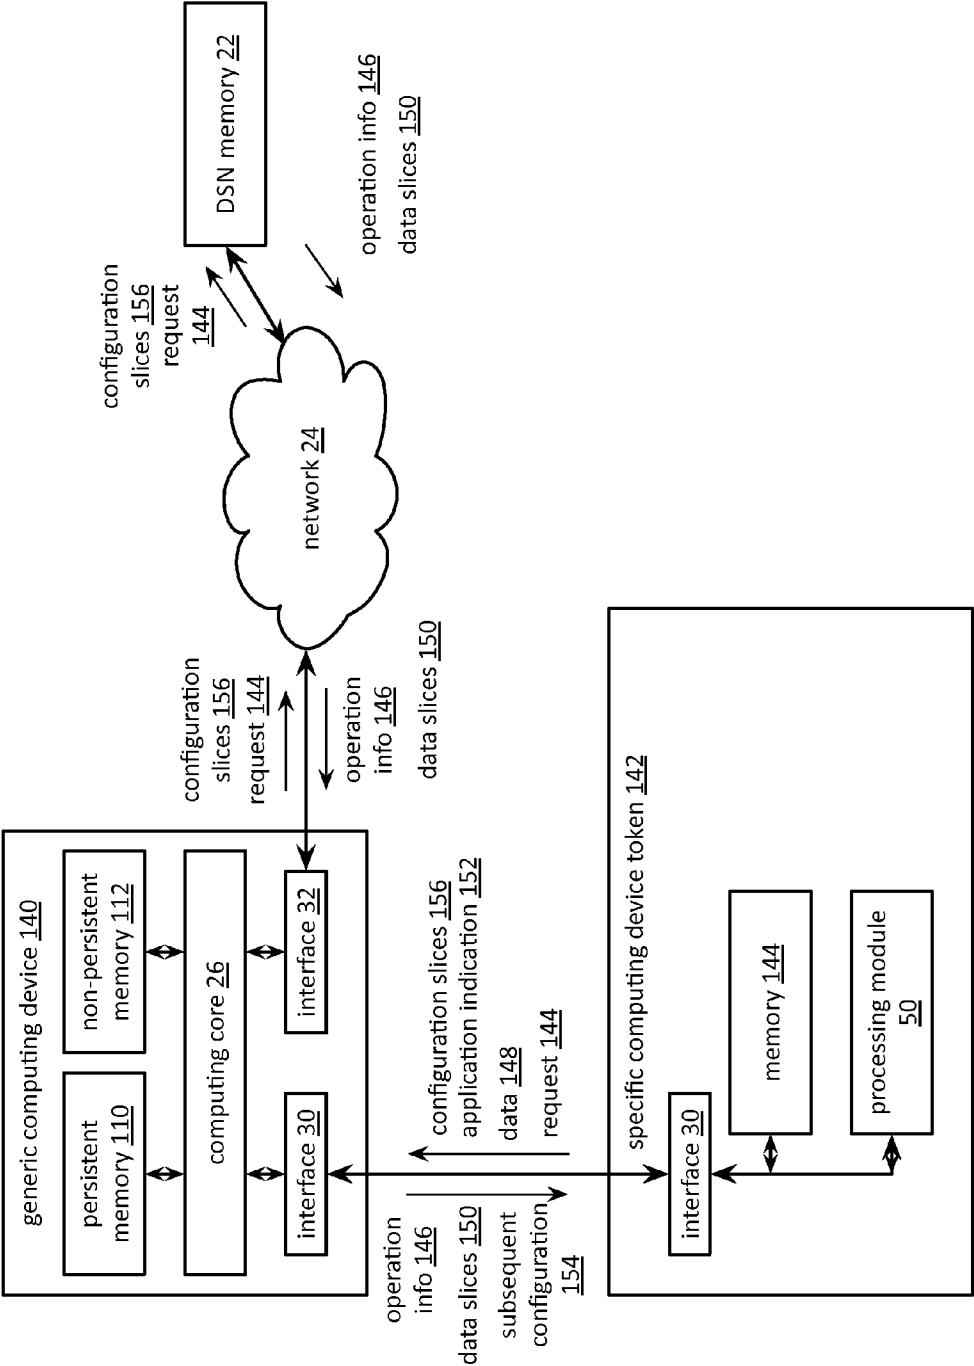 generic computing device 140
persistent
memory 110
non-persistent
memory 112
computing core 26
interface 30
interface 32
configuration
slices 156
request 144
operation
info 146
data slices 150
network 24
configuration
slices 156
request
144
DSN memory 22
operation info 146
data slices 150
operation
info 146
data slices 150
subsequent
configuration
154
configuration slices 156
application indication 152
data 148
request 144
specific computing device token 142
interface 30
memory 144
processing module
50